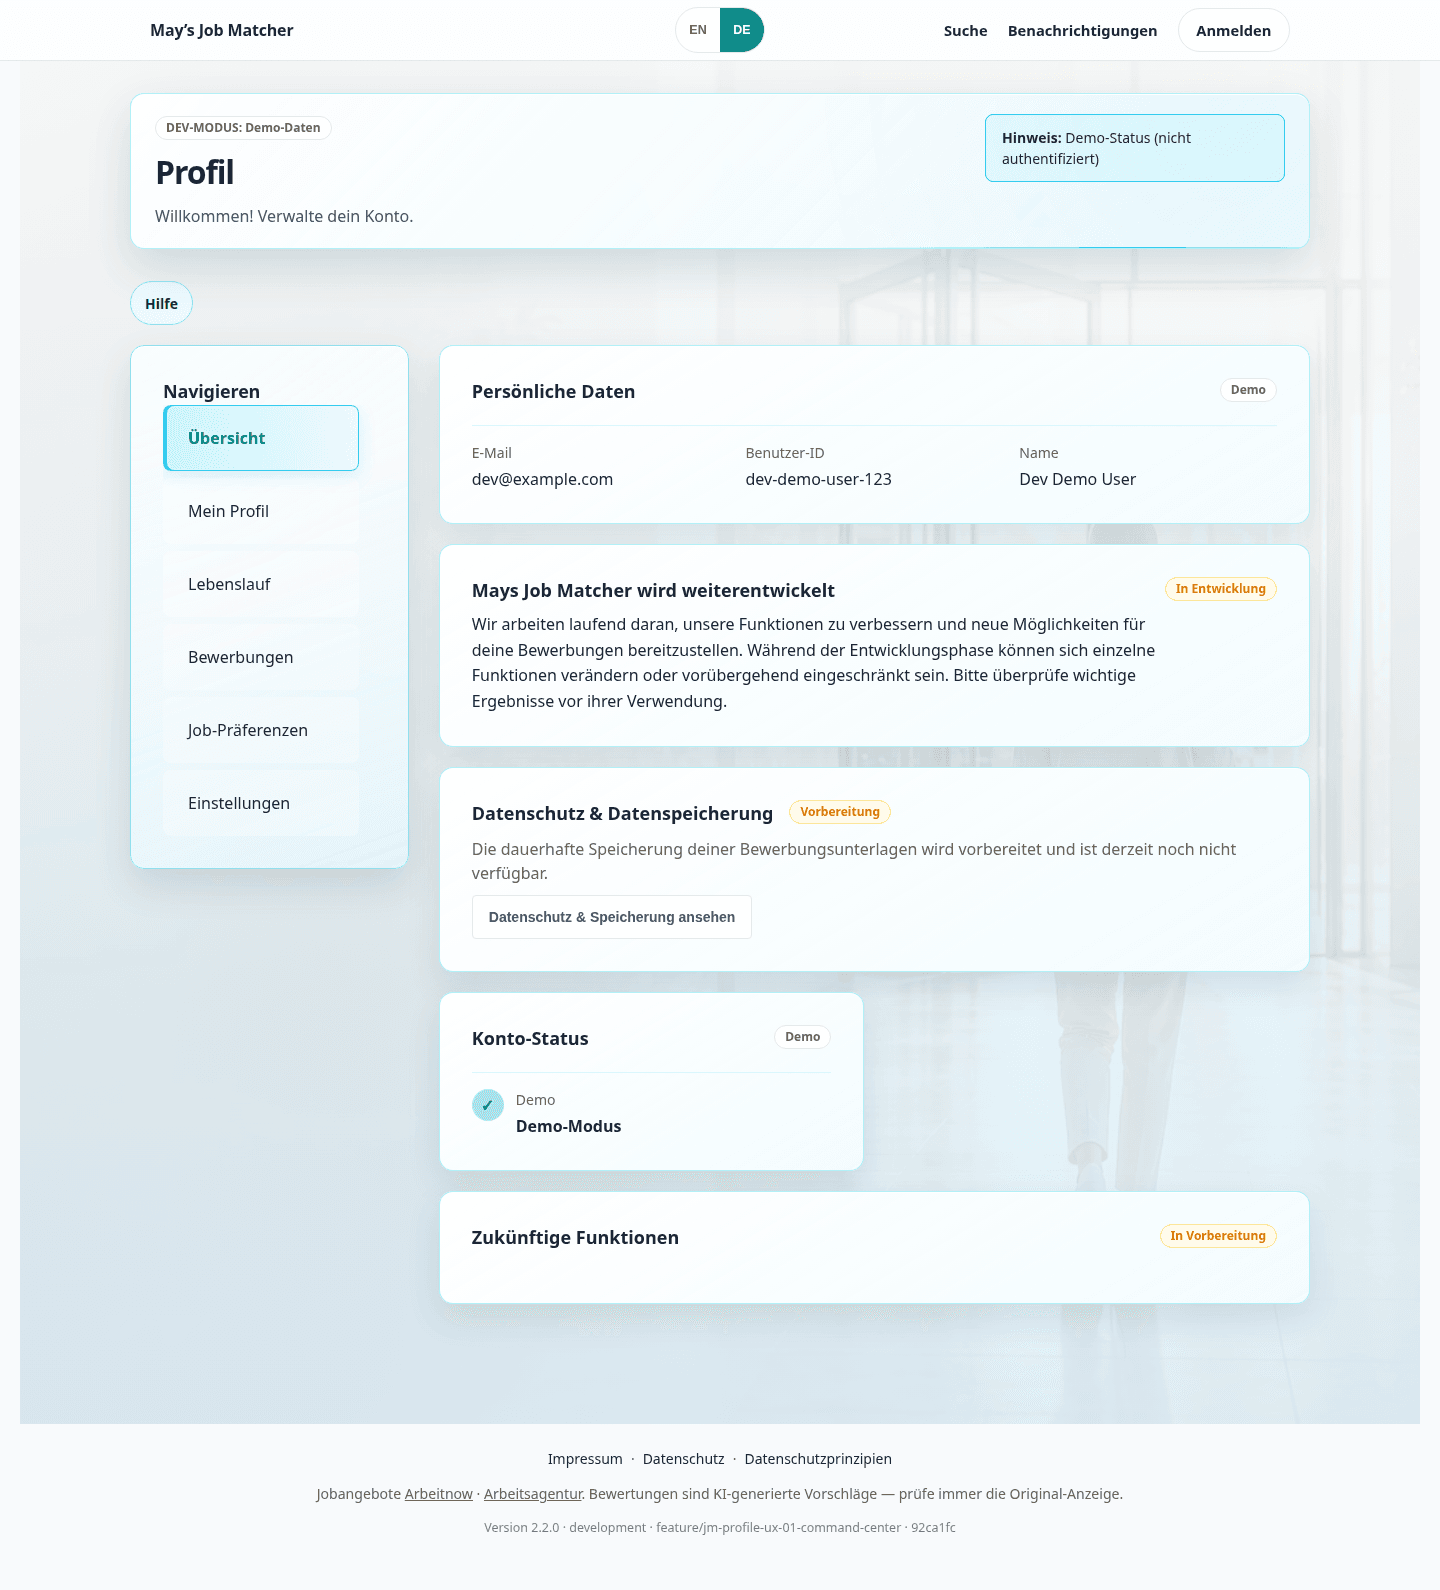 May’s Job Matcher
EN
DE
Suche
Benachrichtigungen
Anmelden
DEV-MODUS: Demo-Daten
Profil
Willkommen! Verwalte dein Konto.
Hinweis: Demo-Status (nicht
authentifiziert)
Hilfe
Navigieren
Übersicht
Mein Profil
Lebenslauf
Bewerbungen
Job-Präferenzen
Einstellungen
Persönliche Daten
Demo
E-Mail
dev@example.com
Benutzer-ID
dev-demo-user-123
Name
Dev Demo User
Mays Job Matcher wird weiterentwickelt
In Entwicklung
Wir arbeiten laufend daran, unsere Funktionen zu verbessern und neue Möglichkeiten für
deine Bewerbungen bereitzustellen. Während der Entwicklungsphase können sich einzelne
Funktionen verändern oder vorübergehend eingeschränkt sein. Bitte überprüfe wichtige
Ergebnisse vor ihrer Verwendung.
Datenschutz & Datenspeicherung
Vorbereitung
Die dauerhafte Speicherung deiner Bewerbungsunterlagen wird vorbereitet und ist derzeit noch nicht
verfügbar.
Datenschutz & Speicherung ansehen
Konto-Status
Demo
✓
Demo
Demo-Modus
Zukünftige Funktionen
In Vorbereitung
Impressum · Datenschutz · Datenschutzprinzipien
Jobangebote Arbeitnow · Arbeitsagentur. Bewertungen sind KI-generierte Vorschläge — prüfe immer die Original-Anzeige.
Version 2.2.0 · development · feature/jm-profile-ux-01-command-center · 92ca1fc